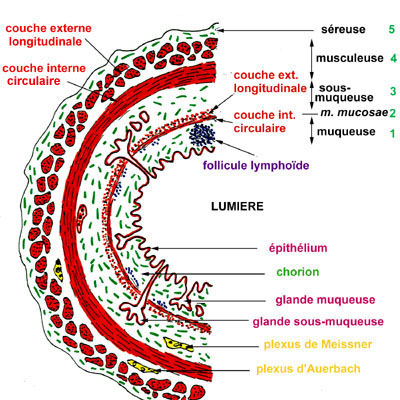 couche externe
longitudinale
couche interne
circulaire
séreuse 5
musculeuse 4
couche ext.
longitudinale
sous-
muqueuse 3
m. mucosae 2
couche int.
circulaire
muqueuse 1
follicule lymphoïde
LUMIERE
épithélium
chorion
glande muqueuse
glande sous-muqueuse
plexus de Meissner
plexus d'Auerbach